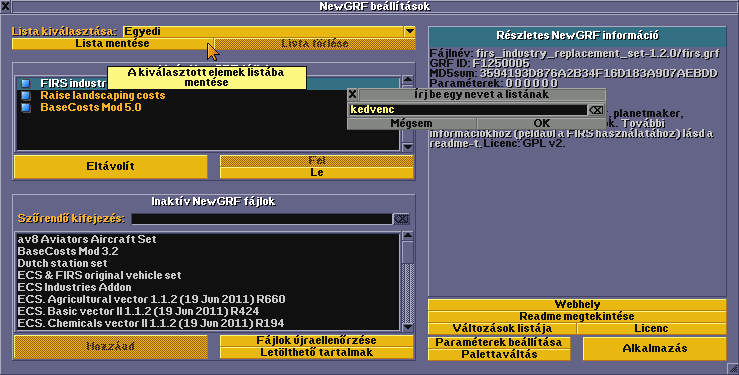 NewGRF beállítások
Lista kiválasztása: Egyedi
Lista mentése
Lista törlése
Részletes NewGRF információ
Fájlnév: firs_industry_replacement_set-1.2.0/firs.grf
GRF ID: F1250005
MD5sum: 3594193D876A2B34F16D183A907AEBDD
Paraméterek: 0 0 0 0 0 0
NewGRF fájlok
A kiválasztott elemek listába
mentése
FIRS industr
Raise landscaping costs
BaseCosts Mod 5.0
Írj be egy nevet a listának
kedvenc
Mégsem
OK
planetmaker,
További
információkhoz (például a FIRS használatához) lásd a
readme-t. Licenc: GPL v2.
Eltávolít
Fel
Le
Inaktív NewGRF fájlok
Szűrendő kifejezés:
av8 Aviators Aircraft Set
BaseCosts Mod 3.2
Dutch station set
ECS & FIRS original vehicle set
ECS Industries Addon
ECS. Agricultural vector 1.1.2 (19 Jun 2011) R660
ECS. Basic vector II 1.1.2 (19 Jun 2011) R424
ECS. Chemicals vector 1.1.2 (19 Jun 2011) R194
Hozzáad
Fájlok újraellenőrzése
Letölthető tartalmak
Webhely
Readme megtekintése
Változások listája
Licenc
Paraméterek beállítása
Palettaváltás
Alkalmazás